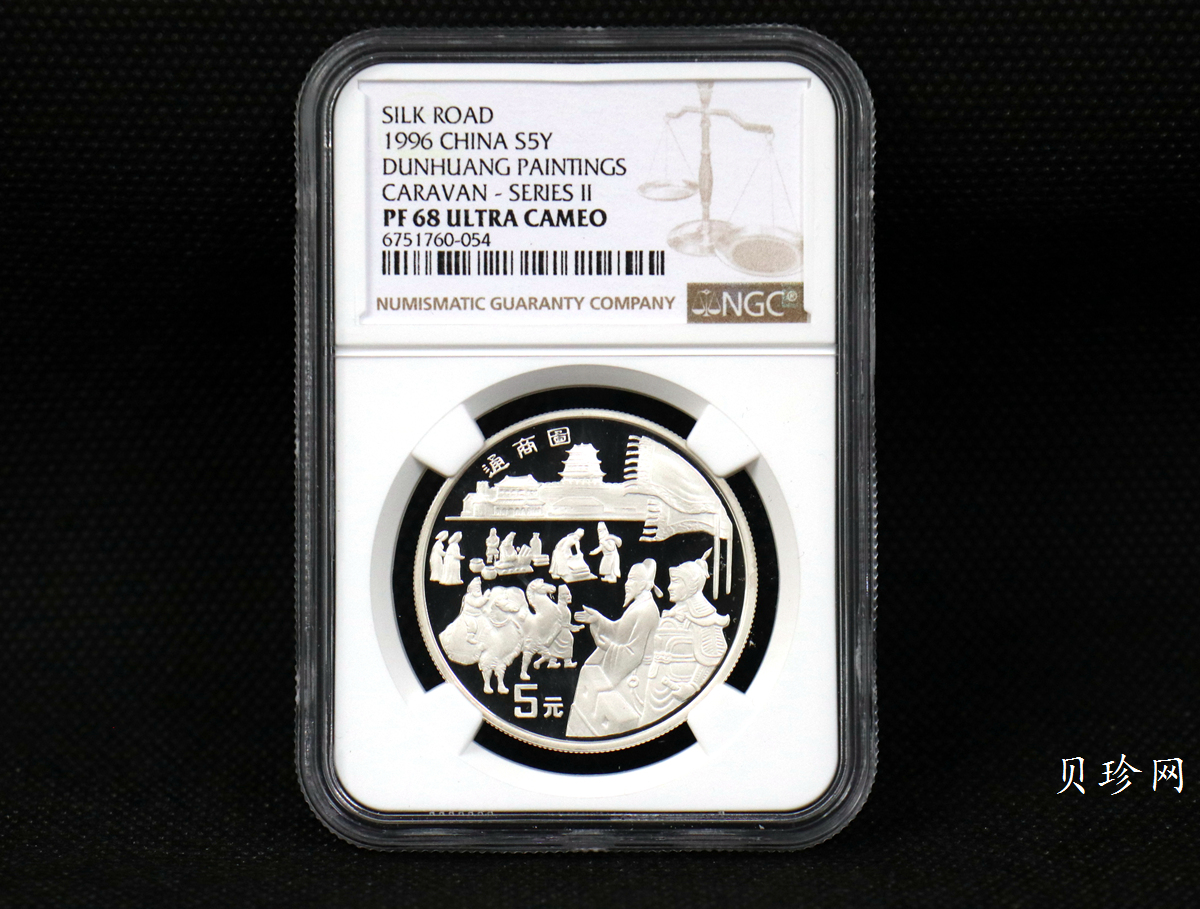 SILK ROAD
1996 CHINA S5Y
DUNHUANG PAINTINGS
CARAVAN - SERIES II
PF 68 ULTRA CAMEO
6751760-054
NUMISMATIC GUARANTY COMPANY
NGC®
通商圖
5元
贝珍网